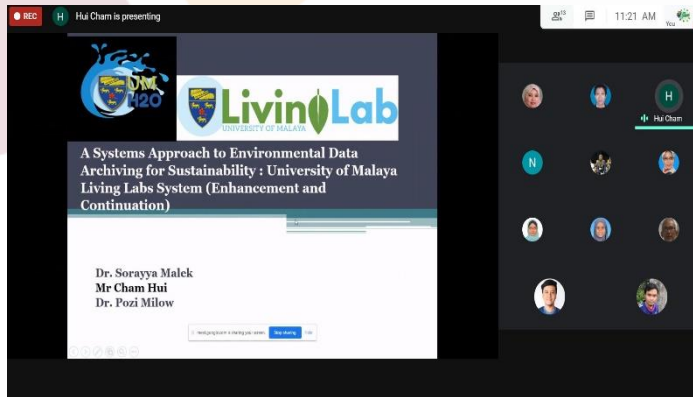 REC
H
Hui Cham is presenting
13
11:21 AM
You
UM
H2O
LivingLab
UNIVERSITY OF MALAYA
A Systems Approach to Environmental Data
Archiving for Sustainability : University of Malaya
Living Labs System (Enhancement and
Continuation)
Dr. Sorayya Malek
Mr Cham Hui
Dr. Pozi Milow
Stop sharing
Hide
H
Hui Cham
N